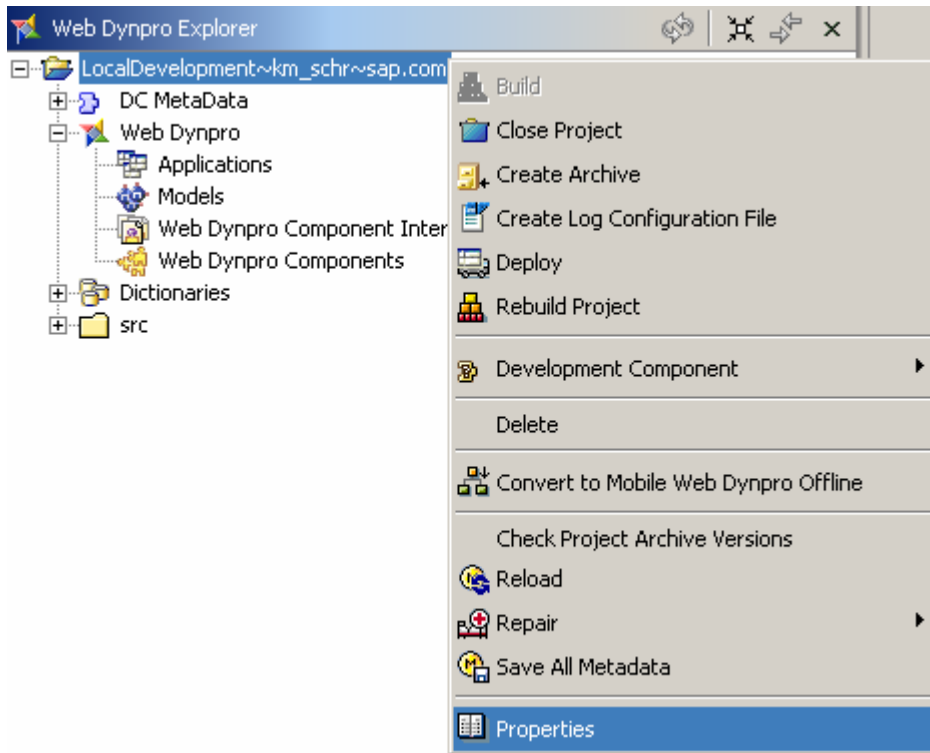 Web Dynpro Explorer
LocalDevelopment~km_schr~sap.com
DC MetaData
Web Dynpro
Applications
Models
Web Dynpro Component Inter
Web Dynpro Components
Dictionaries
src
Build
Close Project
Create Archive
Create Log Configuration File
Deploy
Rebuild Project
Development Component
Delete
Convert to Mobile Web Dynpro Offline
Check Project Archive Versions
Reload
Repair
Save All Metadata
Properties